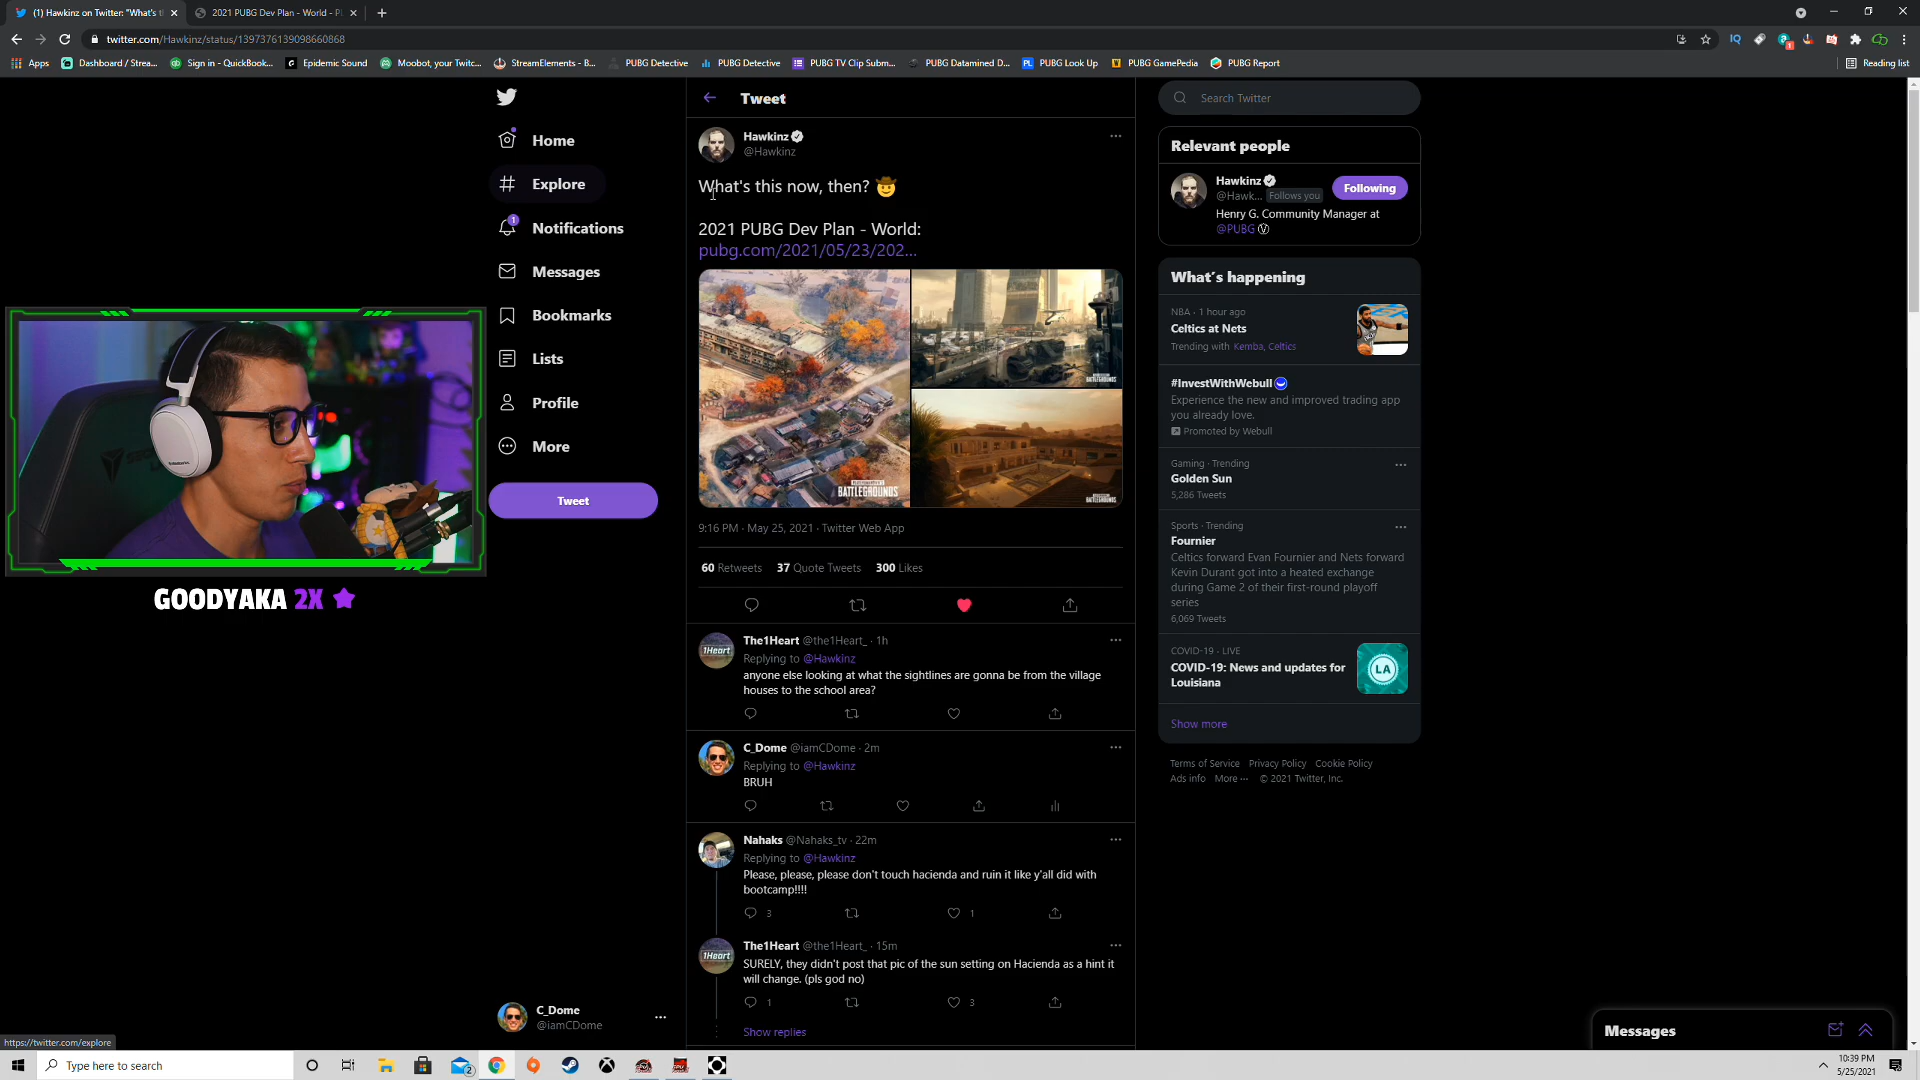 (1) Hawkinz on Twitter: "What's th
2021 PUBG Dev Plan - World - P
twitter.com/Hawkinz/status/1397376139098660868
Apps
Dashboard / Strea...
Sign in - QuickBook...
Epidemic Sound
Moobot, your Twitc...
StreamElements - B...
PUBG Detective
PUBG Detective
PUBG TV Clip Subm...
PUBG Datamined D...
PUBG Look Up
PUBG GamePedia
PUBG Report
Reading list
Home
Explore
Notifications
1
Messages
Bookmarks
Lists
Profile
More
Tweet
GOODYAKA 2X
C_Dome
@iamCDome
Tweet
Hawkinz
@Hawkinz
What's this now, then? 🤠
2021 PUBG Dev Plan - World:
pubg.com/2021/05/23/202...
BATTLEGROUNDS
BATTLEGROUNDS
BATTLEGROUNDS
9:16 PM · May 25, 2021 · Twitter Web App
60 Retweets 37 Quote Tweets 300 Likes
1Heart
The1Heart @the1Heart_ · 1h
Replying to @Hawkinz
anyone else looking at what the sightlines are gonna be from the village
houses to the school area?
C_Dome @iamCDome · 2m
Replying to @Hawkinz
BRUH
Nahaks @Nahaks_tv · 22m
Replying to @Hawkinz
Please, please, please don't touch hacienda and ruin it like y'all did with
bootcamp!!!!
3 1
1Heart
The1Heart @the1Heart_ · 15m
SURELY, they didn't post that pic of the sun setting on Hacienda as a hint it
will change. (pls god no)
1 3
Show replies
Search Twitter
Relevant people
Hawkinz
@Hawk... Follows you
Following
Henry G. Community Manager at
@PUBG Ⓥ
What's happening
NBA · 1 hour ago
Celtics at Nets
Trending with Kemba, Celtics
#InvestWithWebull
Experience the new and improved trading app
you already love.
Promoted by Webull
Gaming · Trending
Golden Sun
5,286 Tweets
Sports · Trending
Fournier
Celtics forward Evan Fournier and Nets forward
Kevin Durant got into a heated exchange
during Game 2 of their first-round playoff
series
6,069 Tweets
COVID-19 · LIVE
COVID-19: News and updates for
Louisiana
LA
Show more
Terms of Service Privacy Policy Cookie Policy
Ads info More ··· © 2021 Twitter, Inc.
Messages
https://twitter.com/explore
Type here to search
2
10:39 PM
5/25/2021